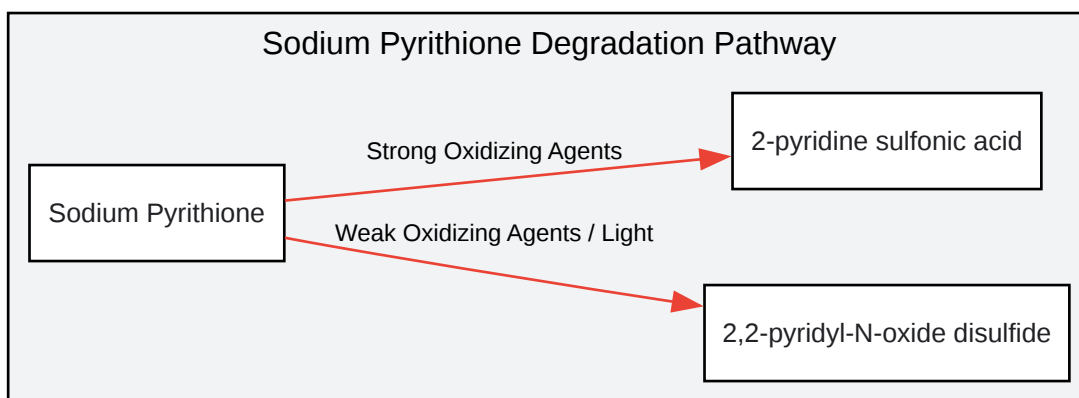 Sodium Pyrithione Degradation Pathway
2-pyridine sulfonic acid
Strong Oxidizing Agents
Sodium Pyrithione
Weak Oxidizing Agents / Light
2,2-pyridyl-N-oxide disulfide